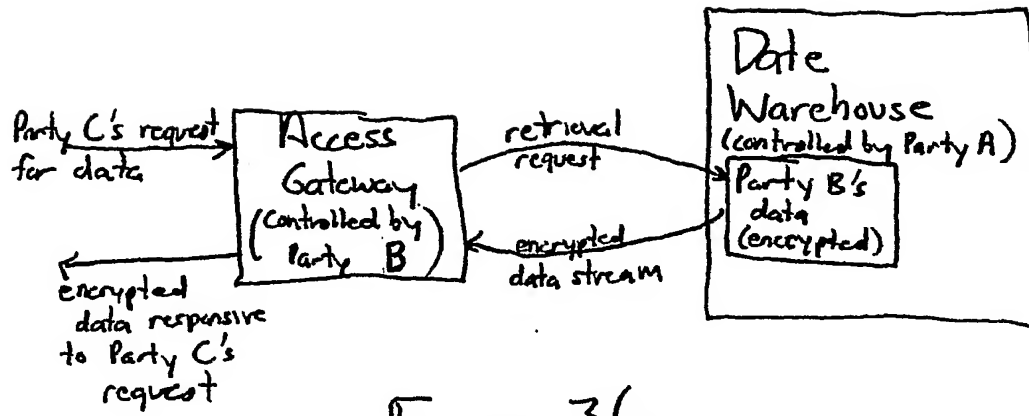 Party C's request
for data
Access
Gateway
(controlled by
Party B)
retrieval
request
encrypted
data stream
encrypted
data responsive
to Party C's
request
Date
Warehouse
(controlled by Party A)
Party B's
data
(encrypted)